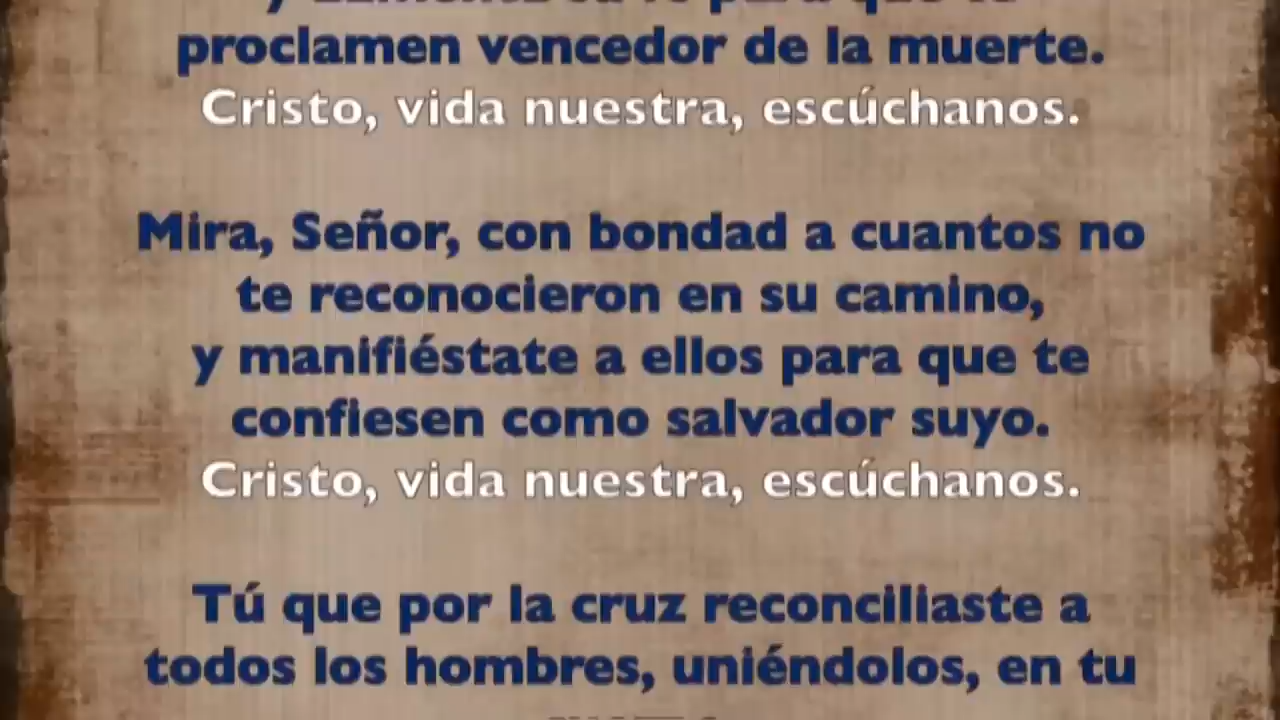 proclamen vencedor de la muerte.
Cristo, vida nuestra, escúchanos.
Mira, Señor, con bondad a cuantos no
te reconocieron en su camino,
y manifiéstate a ellos para que te
confiesen como salvador suyo.
Cristo, vida nuestra, escúchanos.
Tú que por la cruz reconciliaste a
todos los hombres, uniéndolos, en tu